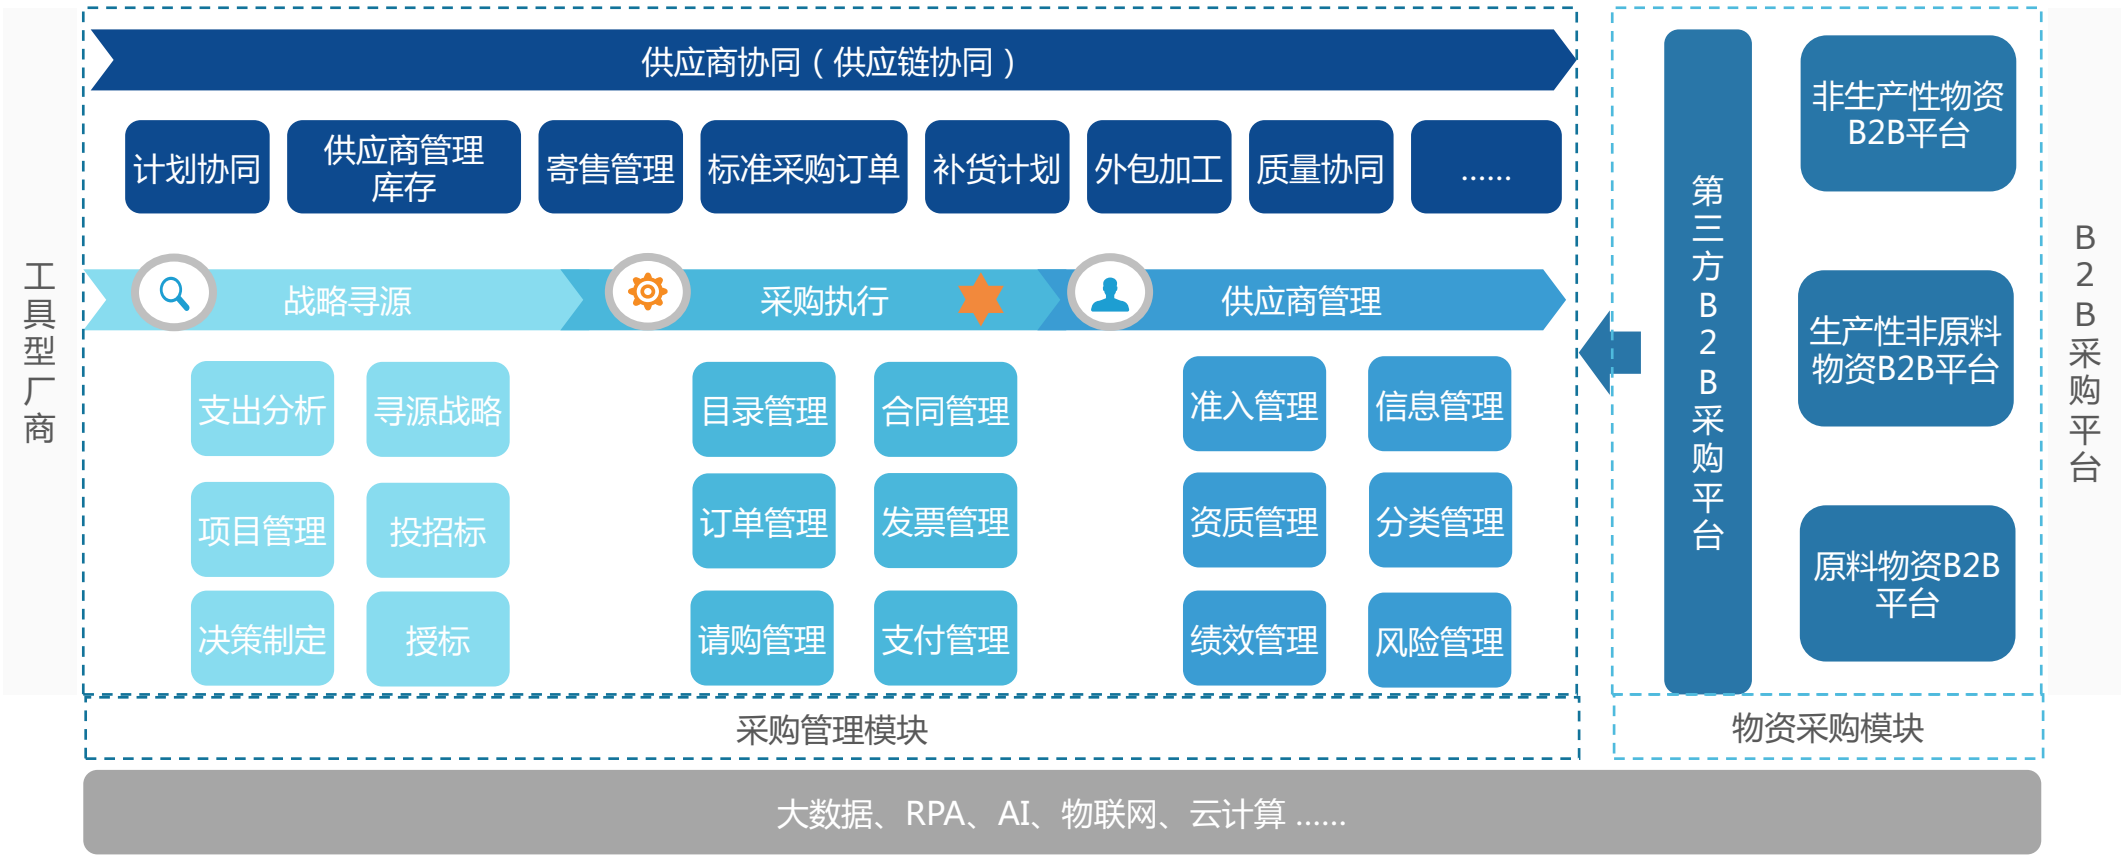 供应商协同（供应链协同）
计划协同
供应商管理
库存
寄售管理
标准采购订单
补货计划
外包加工
质量协同
......
工具型厂商
战略寻源
采购执行
供应商管理
支出分析
寻源战略
项目管理
投招标
决策制定
授标
目录管理
合同管理
订单管理
发票管理
请购管理
支付管理
准入管理
信息管理
资质管理
分类管理
绩效管理
风险管理
采购管理模块
第三方B2B采购平台
非生产性物资
B2B平台
生产性非原料
物资B2B平台
原料物资B2B
平台
B2B采购平台
物资采购模块
大数据、RPA、AI、物联网、云计算 ......